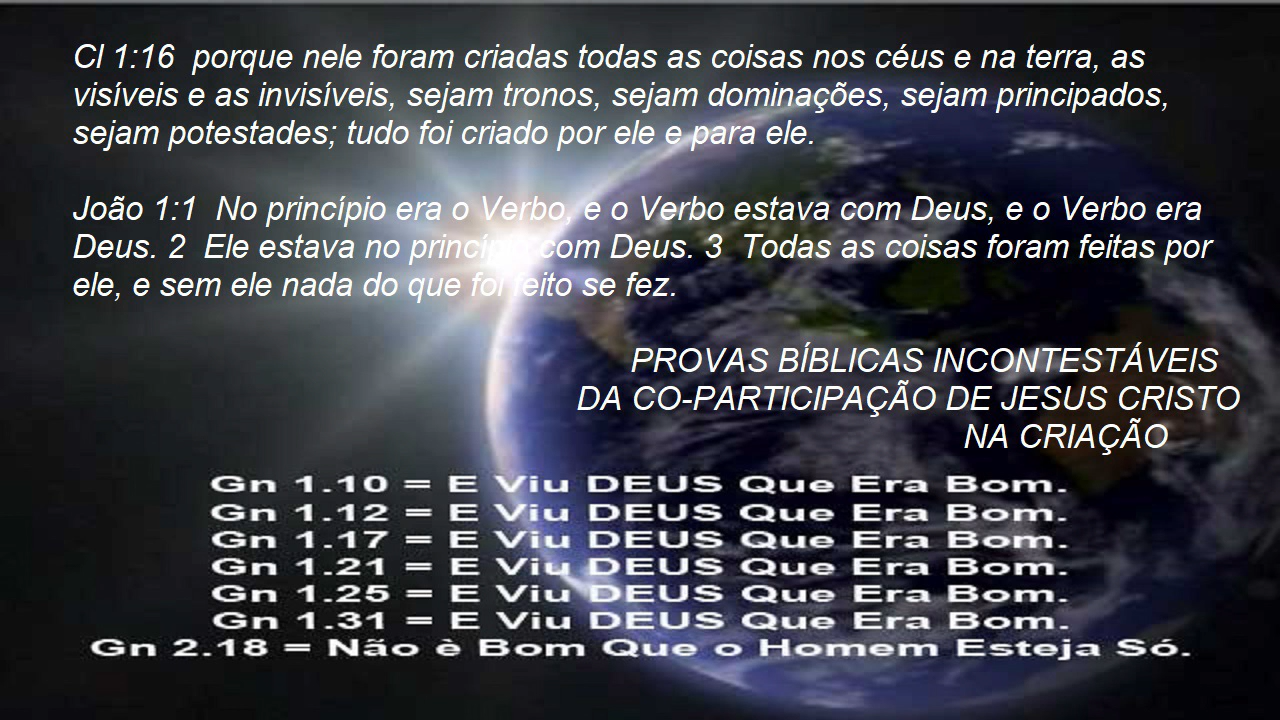 Cl 1:16 porque nele foram criadas todas as coisas nos céus e na terra, as
visíveis e as invisíveis, sejam tronos, sejam dominações, sejam principados,
sejam potestades; tudo foi criado por ele e para ele.
João 1:1 No princípio era o Verbo, e o Verbo estava com Deus, e o Verbo era
Deus. 2 Ele estava no princípio com Deus. 3 Todas as coisas foram feitas por
ele, e sem ele nada do que foi feito se fez.
PROVAS BÍBLICAS INCONTESTÁVEIS
DA CO-PARTICIPAÇÃO DE JESUS CRISTO
NA CRIAÇÃO
Gn 1.10 = E Viu DEUS Que Era Bom.
Gn 1.12 = E Viu DEUS Que Era Bom.
Gn 1.17 = E Viu DEUS Que Era Bom.
Gn 1.21 = E Viu DEUS Que Era Bom.
Gn 1.25 = E Viu DEUS Que Era Bom.
Gn 1.31 = E Viu DEUS Que Era Bom.
Gn 2.18 = Não è Bom Que o Homem Esteja Só.